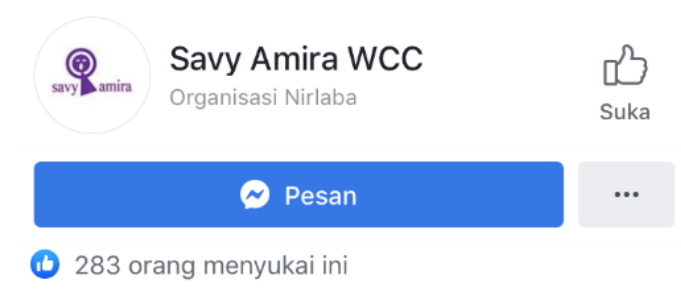 savy amira
Savy Amira WCC
Organisasi Nirlaba
Suka
Pesan
283 orang menyukai ini